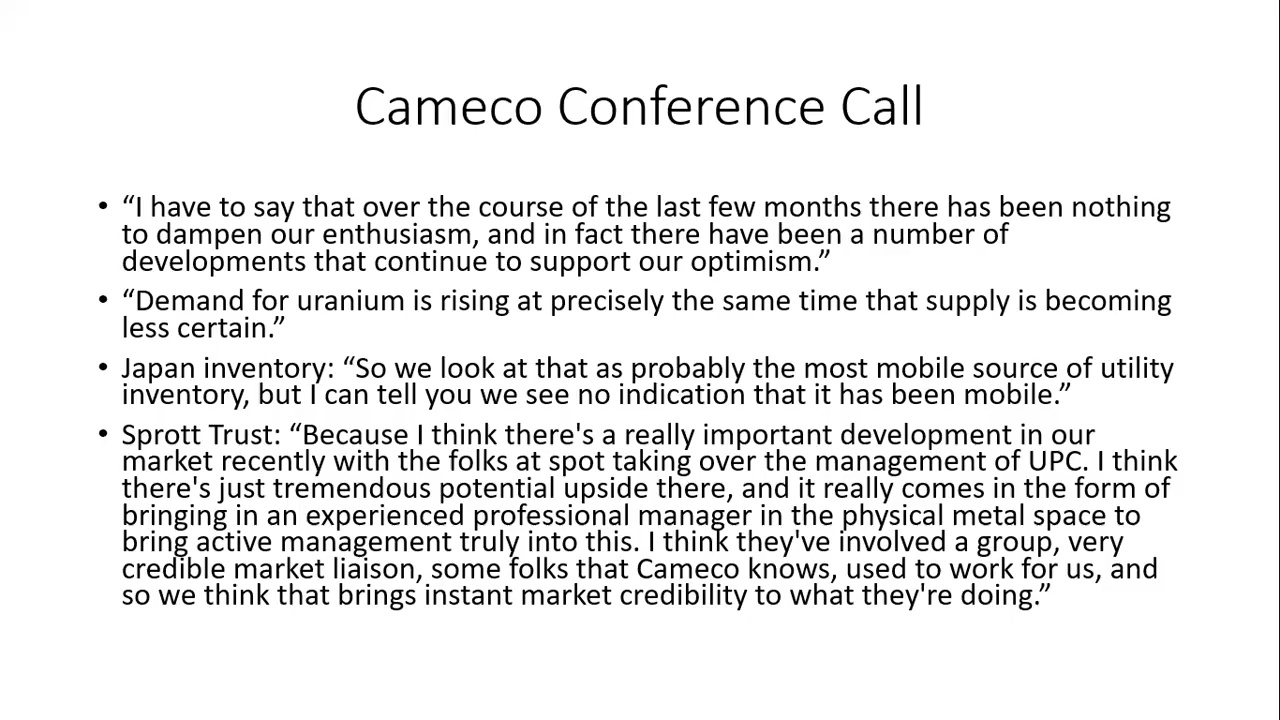 Cameco Conference Call
• “I have to say that over the course of the last few months there has been nothing
to dampen our enthusiasm, and in fact there have been a number of
developments that continue to support our optimism.”
• “Demand for uranium is rising at precisely the same time that supply is becoming
less certain.”
• Japan inventory: “So we look at that as probably the most mobile source of utility
inventory, but I can tell you we see no indication that it has been mobile.”
• Sprott Trust: “Because I think there's a really important development in our
market recently with the folks at spot taking over the management of UPC. I think
there's just tremendous potential upside there, and it really comes in the form of
bringing in an experienced professional manager in the physical metal space to
bring active management truly into this. I think they've involved a group, very
credible market liaison, some folks that Cameco knows, used to work for us, and
so we think that brings instant market credibility to what they're doing.”